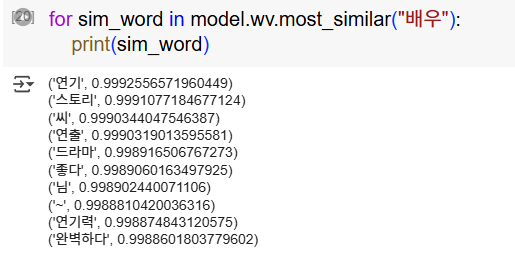 [20]
for sim_word in model.wv.most_similar("배우"):
print(sim_word)
('연기', 0.9992556571960449)
('스토리', 0.9991077184677124)
('씨', 0.9990344047546387)
('연출', 0.9990319013595581)
('드라마', 0.998916506767273)
('좋다', 0.9989060163497925)
('님', 0.998902440071106)
('~', 0.9988810420036316)
('연기력', 0.998874843120575)
('완벽하다', 0.9988601803779602)